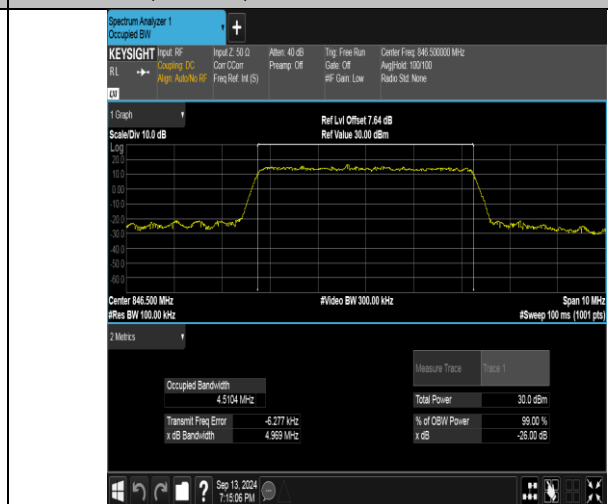 Spectrum Analyzer 1
Occupied BW
+
KEYSIGHT Input: RF Input Z: 50 Ω Atten: 40 dB Trig: Free Run Center Freq: 846.500000 MHz
RL Coupling: DC Corr CCorr Preamp: Off Gate: Off Avg|Hold: 100/100
Align: Auto/No RF Freq Ref: Int (S) #IF Gain: Low Radio Std: None
LXI
1 Graph
Ref Lvl Offset 7.64 dB
Scale/Div 10.0 dB Ref Value 30.00 dBm
Log
20.0
10.0
0.00
-10.0
-20.0
-30.0
-40.0
-50.0
-60.0
Center 846.500 MHz #Video BW 300.00 kHz Span 10 MHz
#Res BW 100.00 kHz #Sweep 100 ms (1001 pts)
2 Metrics
Measure Trace Trace 1
Occupied Bandwidth
4.5104 MHz Total Power 30.0 dBm
Transmit Freq Error -6.277 kHz % of OBW Power 99.00 %
x dB Bandwidth 4.969 MHz x dB -26.00 dB
? Sep 13, 2024
7:15:06 PM